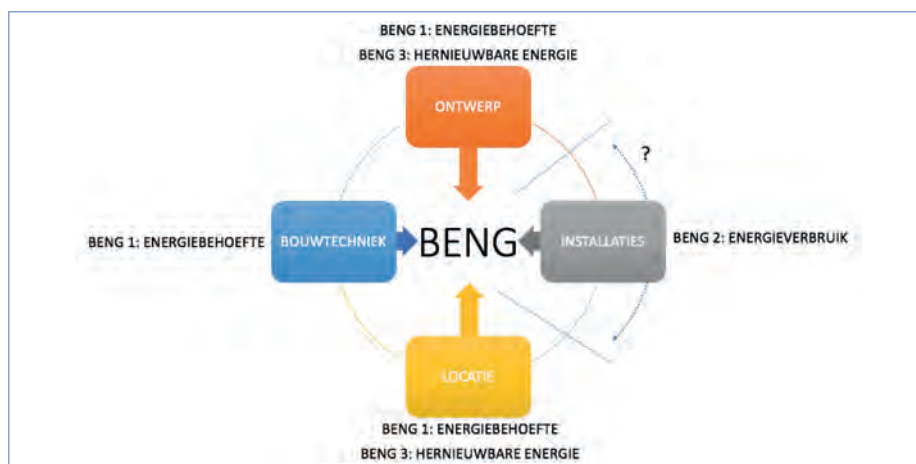 BENG 1: ENERGIEBEHOEFTE
BENG 3: HERNIEUWBARE ENERGIE
ONTWERP
?
BENG 1: ENERGIEBEHOEFTE
BOUWTECHNIEK
BENG
INSTALLATIES
BENG 2: ENERGIEVERBRUIK
LOCATIE
BENG 1: ENERGIEBEHOEFTE
BENG 3: HERNIEUWBARE ENERGIE